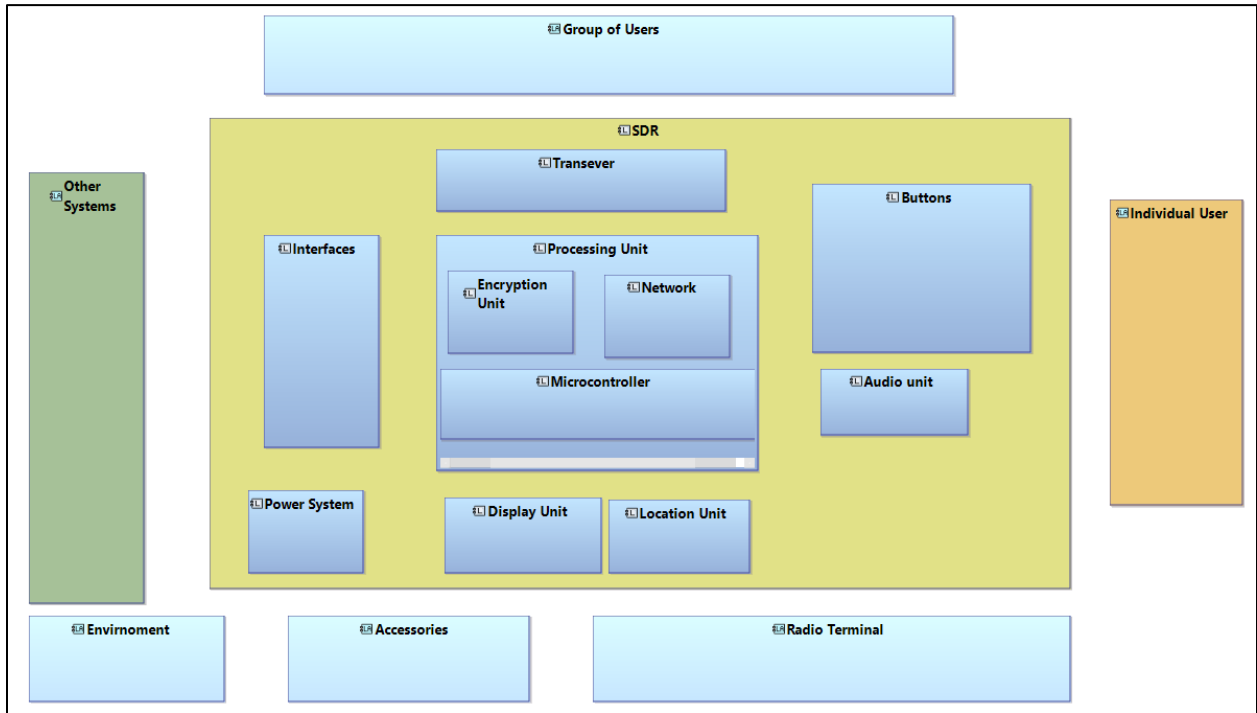 Group of Users
SDR
Transever
Other
Systems
Buttons
Individual User
Interfaces
Processing Unit
Encryption
Unit
Network
Microcontroller
Audio unit
Power System
Display Unit
Location Unit
Envirnoment
Accessories
Radio Terminal